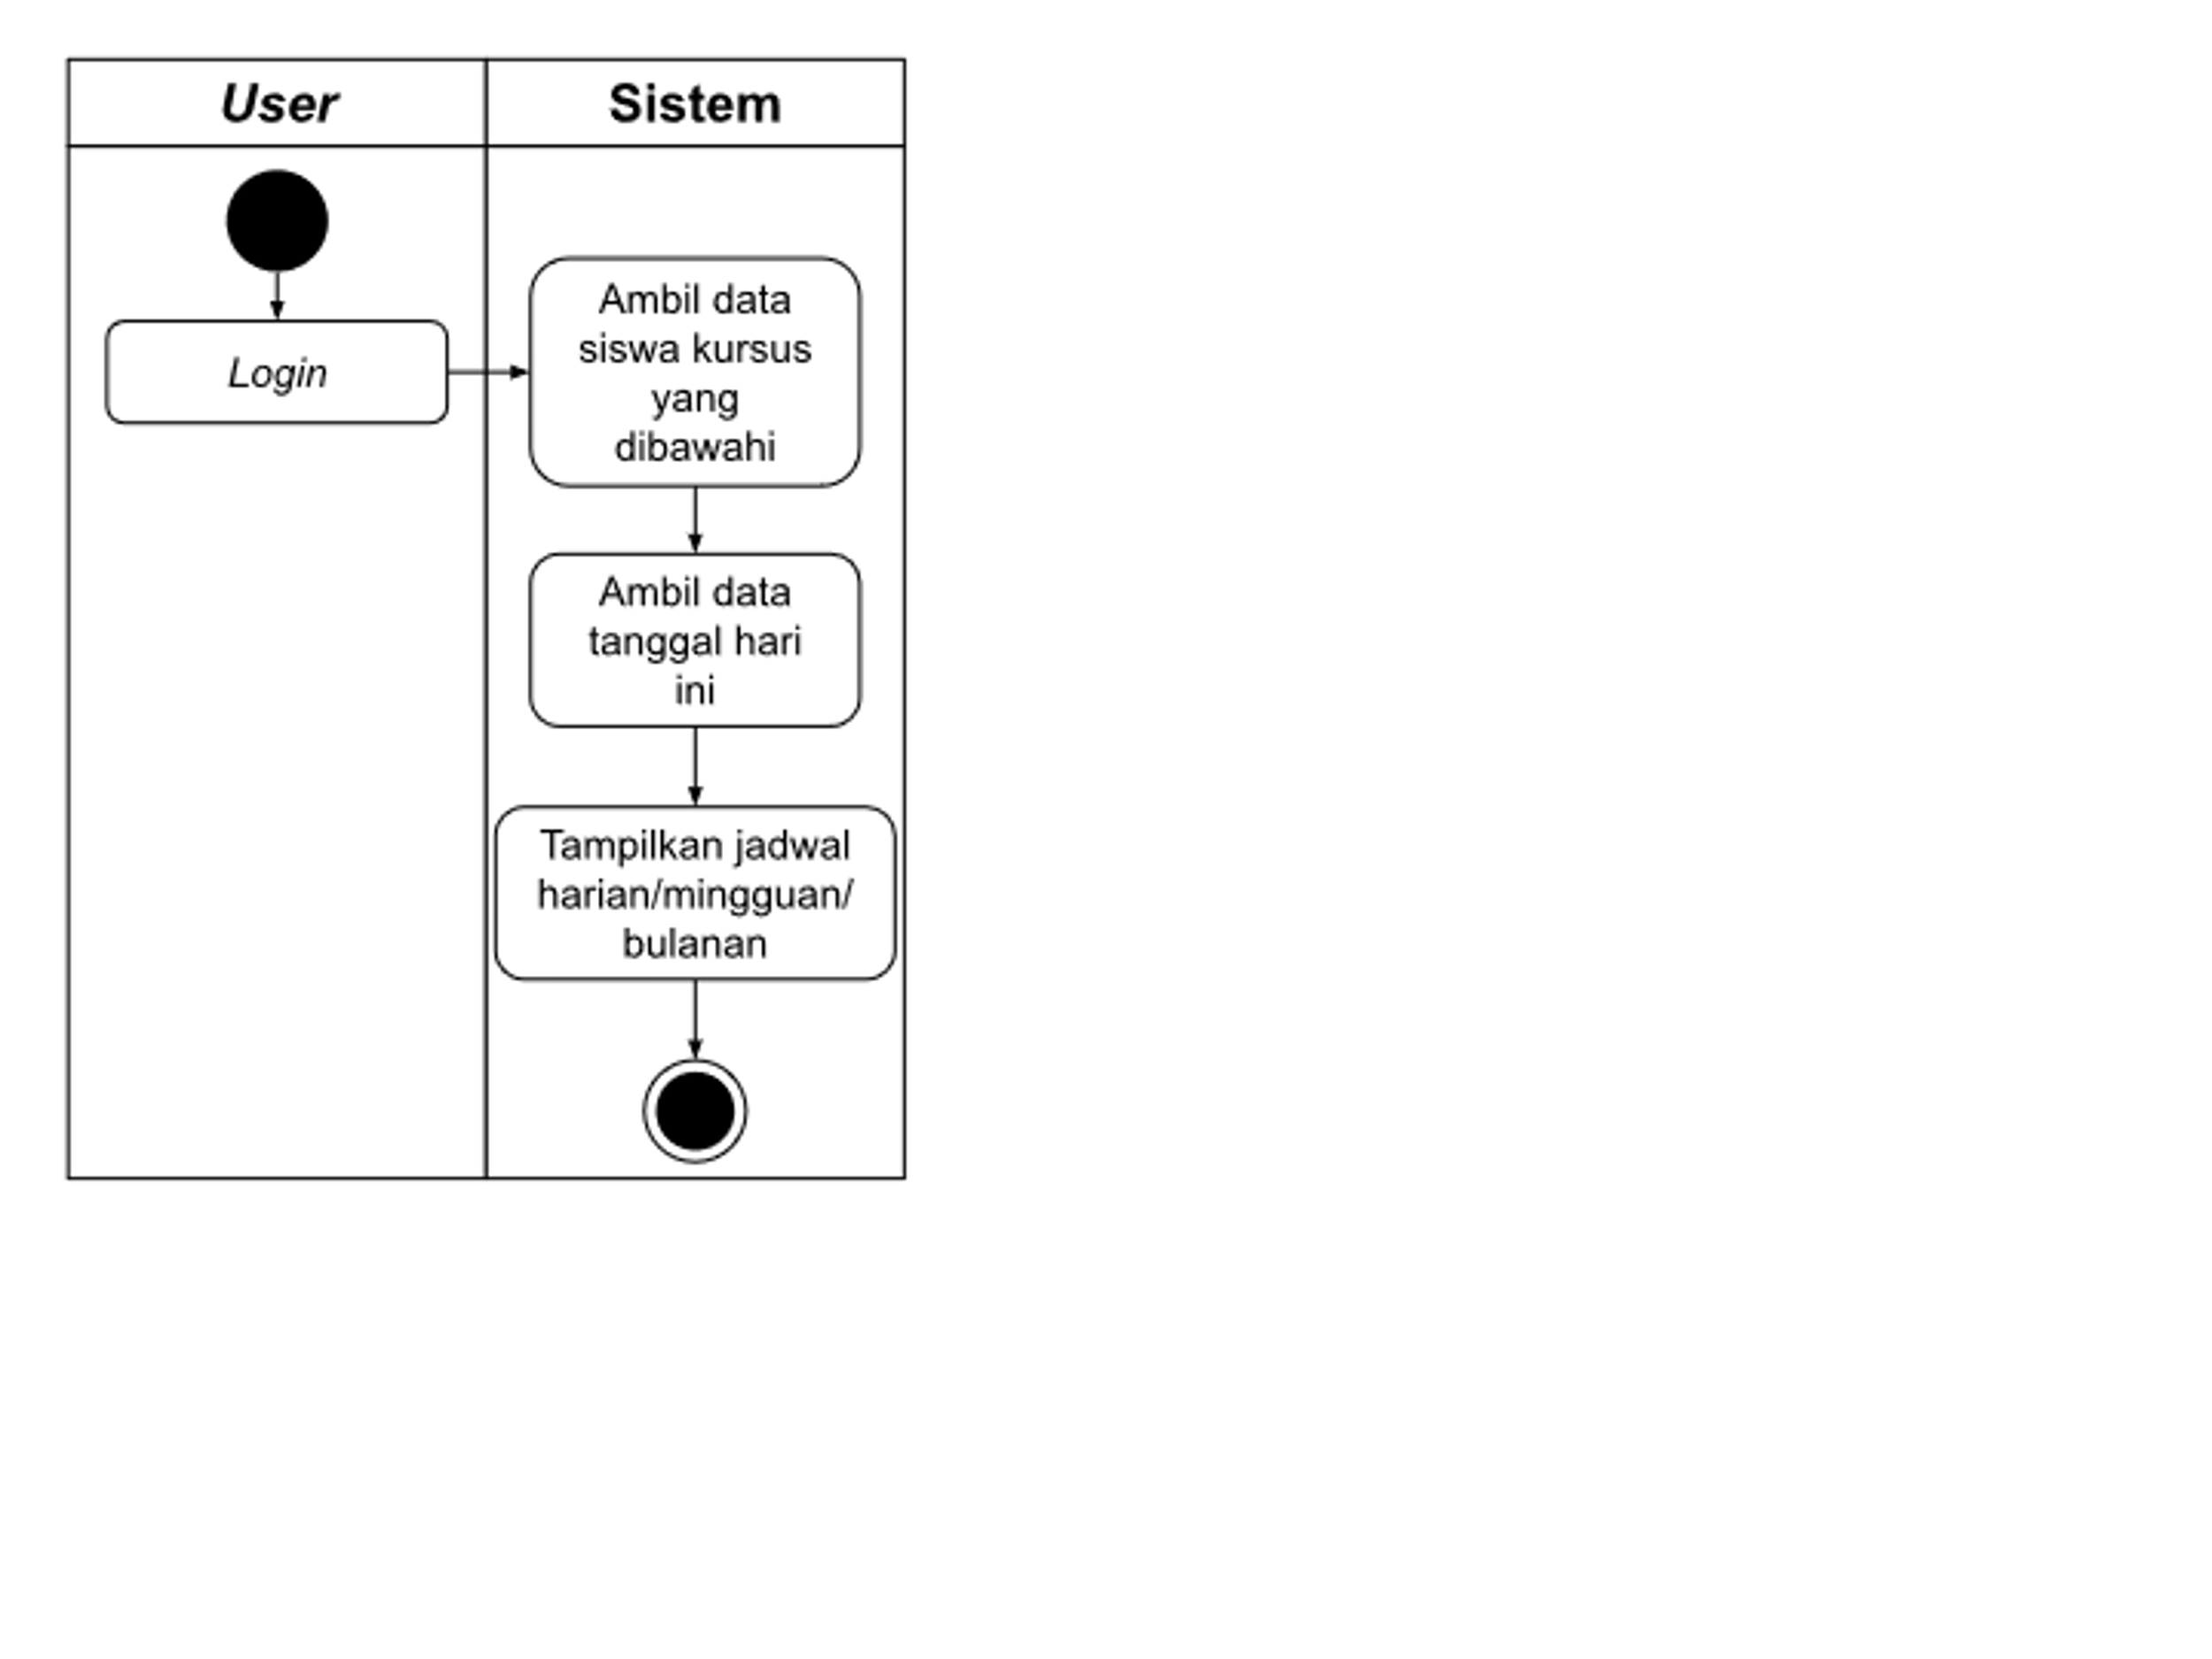 User
Sistem
Login
Ambil data
siswa kursus
yang
dibawahi
Ambil data
tanggal hari
ini
Tampilkan jadwal
harian/mingguan/
bulanan